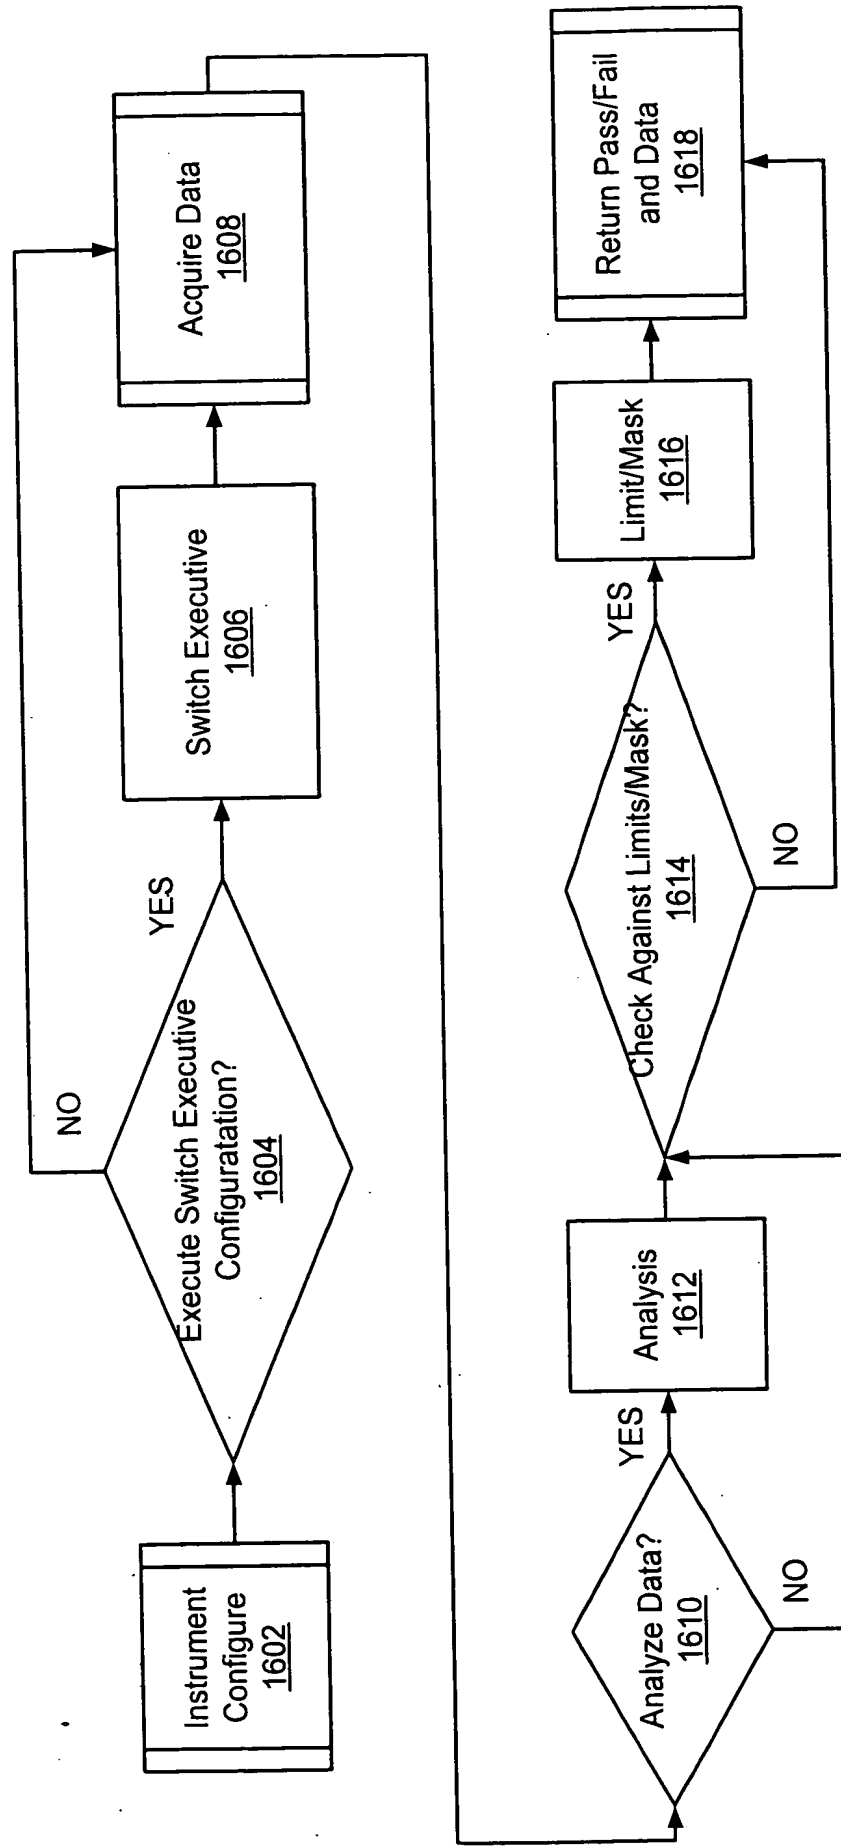 Instrument
Configure
1602
Execute Switch Executive
Configuratation?
1604
NO
YES
Switch Executive
1606
Acquire Data
1608
Analyze Data?
1610
YES
NO
Analysis
1612
Check Against Limits/Mask?
1614
YES
NO
Limit/Mask
1616
Return Pass/Fail
and Data
1618